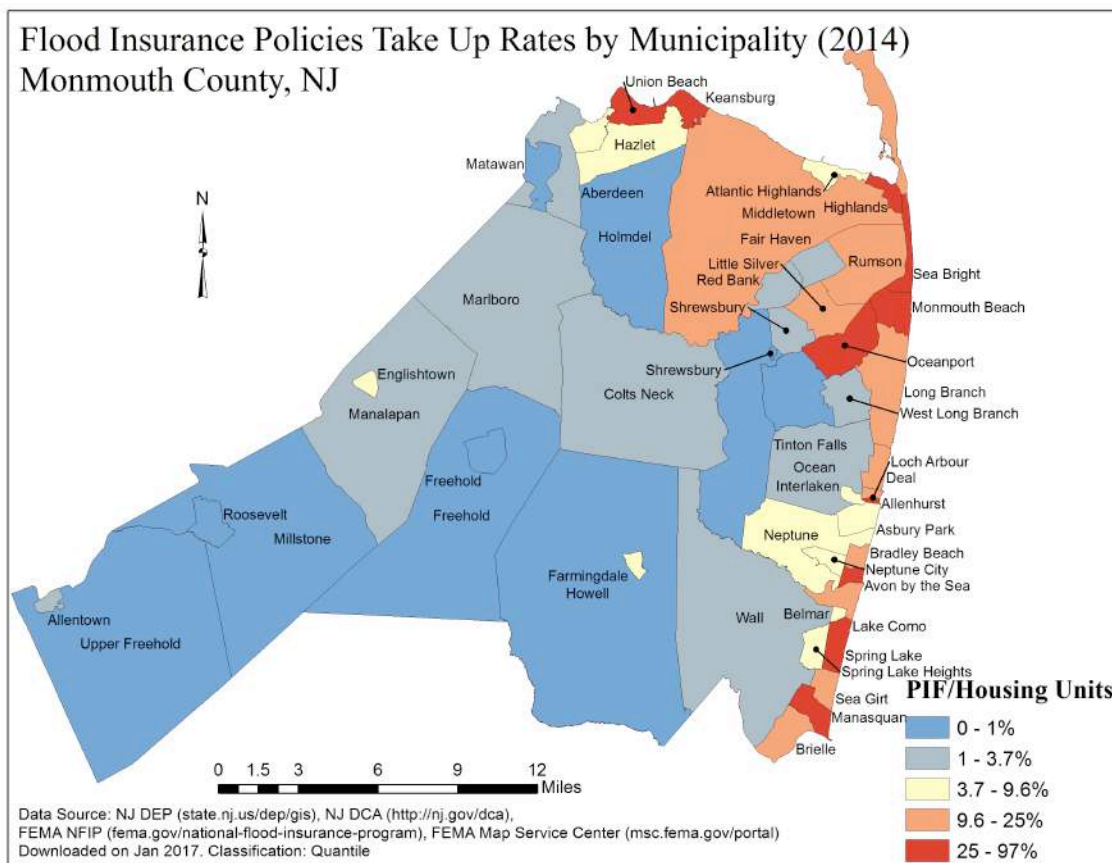 Flood Insurance Policies Take Up Rates by Municipality (2014)
Monmouth County, NJ
Union Beach
Keansburg
Hazlet
Matawan
N
Aberdeen
Atlantic Highlands
Middletown
Highlands
Holmdel
Fair Haven
Little Silver
Rumson
Red Bank
Sea Bright
Marlboro
Shrewsbury
Monmouth Beach
Oceanport
Shrewsbury
Englishtown
Colts Neck
Long Branch
Manalapan
West Long Branch
Tinton Falls
Ocean
Loch Arbour
Deal
Freehold
Interlaken
Allenhurst
Roosevelt
Freehold
Asbury Park
Millstone
Neptune
Bradley Beach
Neptune City
Farmingdale
Avon by the Sea
Howell
Allentown
Wall
Belmar
Lake Como
Upper Freehold
Spring Lake
Spring Lake Heights
Sea Girt
Manasquan
Brielle
PIF/Housing Units
0 - 1%
1 - 3.7%
3.7 - 9.6%
9.6 - 25%
25 - 97%
0 1.5 3 6 9 12
Miles
Data Source: NJ DEP (state.nj.us/dep/gis), NJ DCA (http://nj.gov/dca),
FEMA NFIP (fema.gov/national-flood-insurance-program), FEMA Map Service Center (msc.fema.gov/portal)
Downloaded on Jan 2017. Classification: Quantile